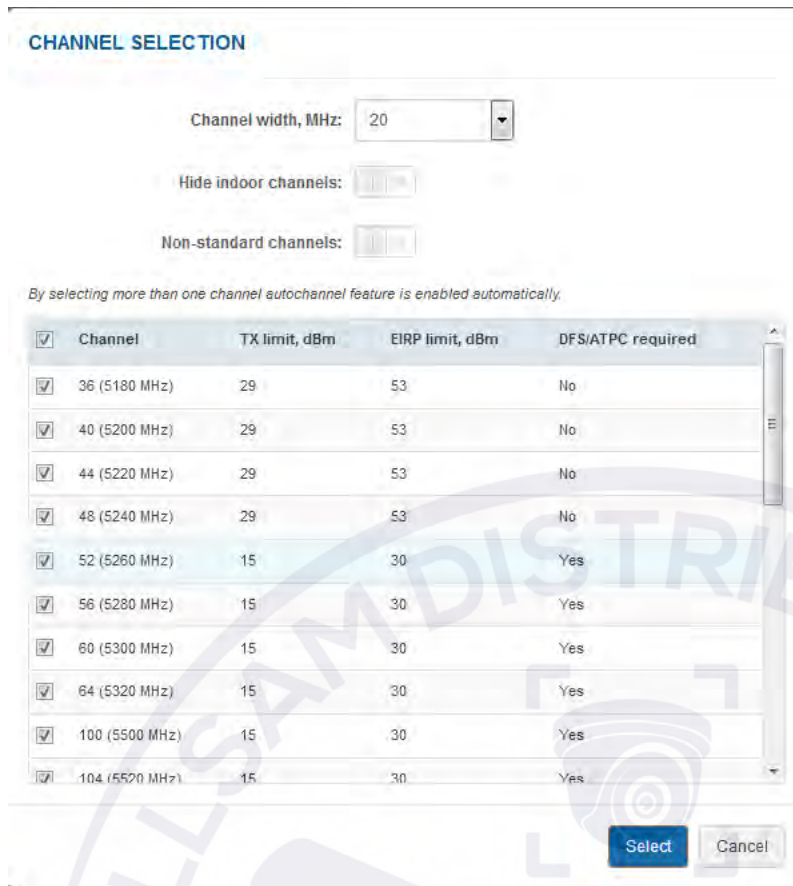 CHANNEL SELECTION
Channel width, MHz: 20
Hide indoor channels:
Non-standard channels:
By selecting more than one channel autochannel feature is enabled automatically.
Channel TX limit, dBm EIRP limit, dBm DFS/ATPC required
36 (5180 MHz) 29 53 No
40 (5200 MHz) 29 53 No
44 (5220 MHz) 29 53 No
48 (5240 MHz) 29 53 No
52 (5260 MHz) 15 30 Yes
56 (5280 MHz) 15 30 Yes
60 (5300 MHz) 15 30 Yes
64 (5320 MHz) 15 30 Yes
100 (5500 MHz) 15 30 Yes
104 (5520 MHz) 15 30 Yes
Select Cancel